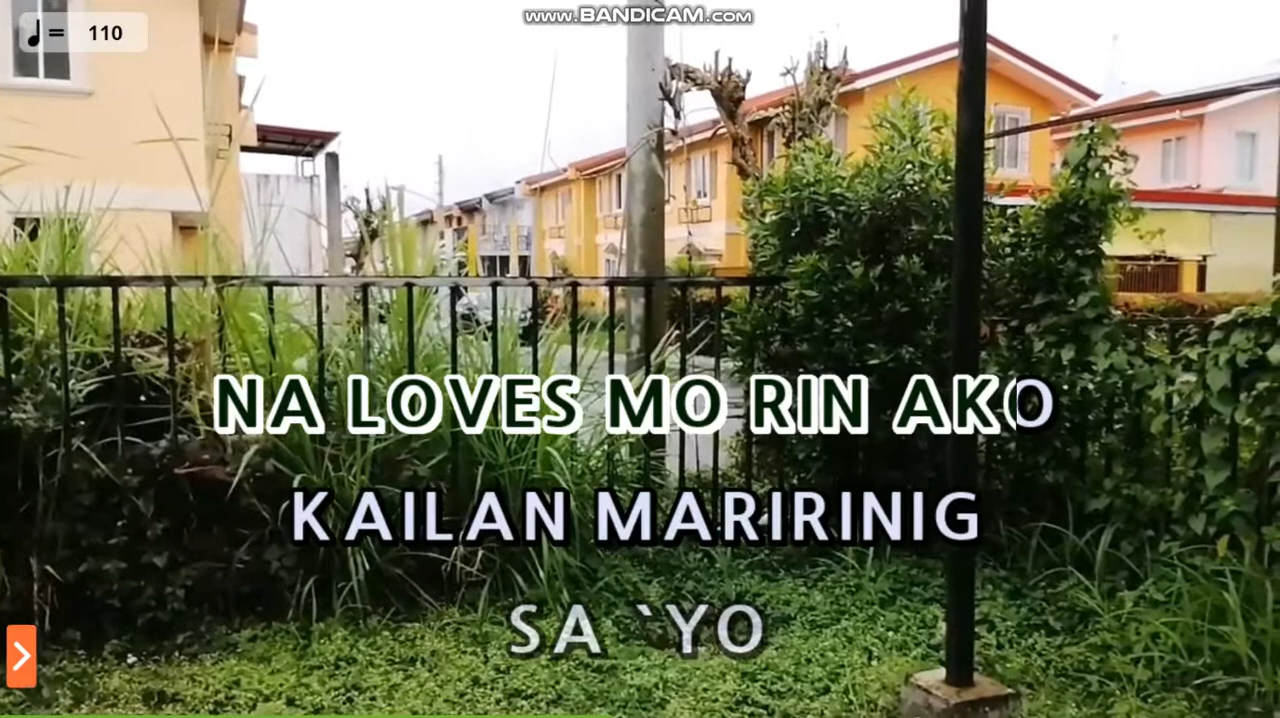 www.BANDICAM.com
♩= 110
NA LOVES MO RIN AKO
KAILAN MARIRINIG
SA `YO